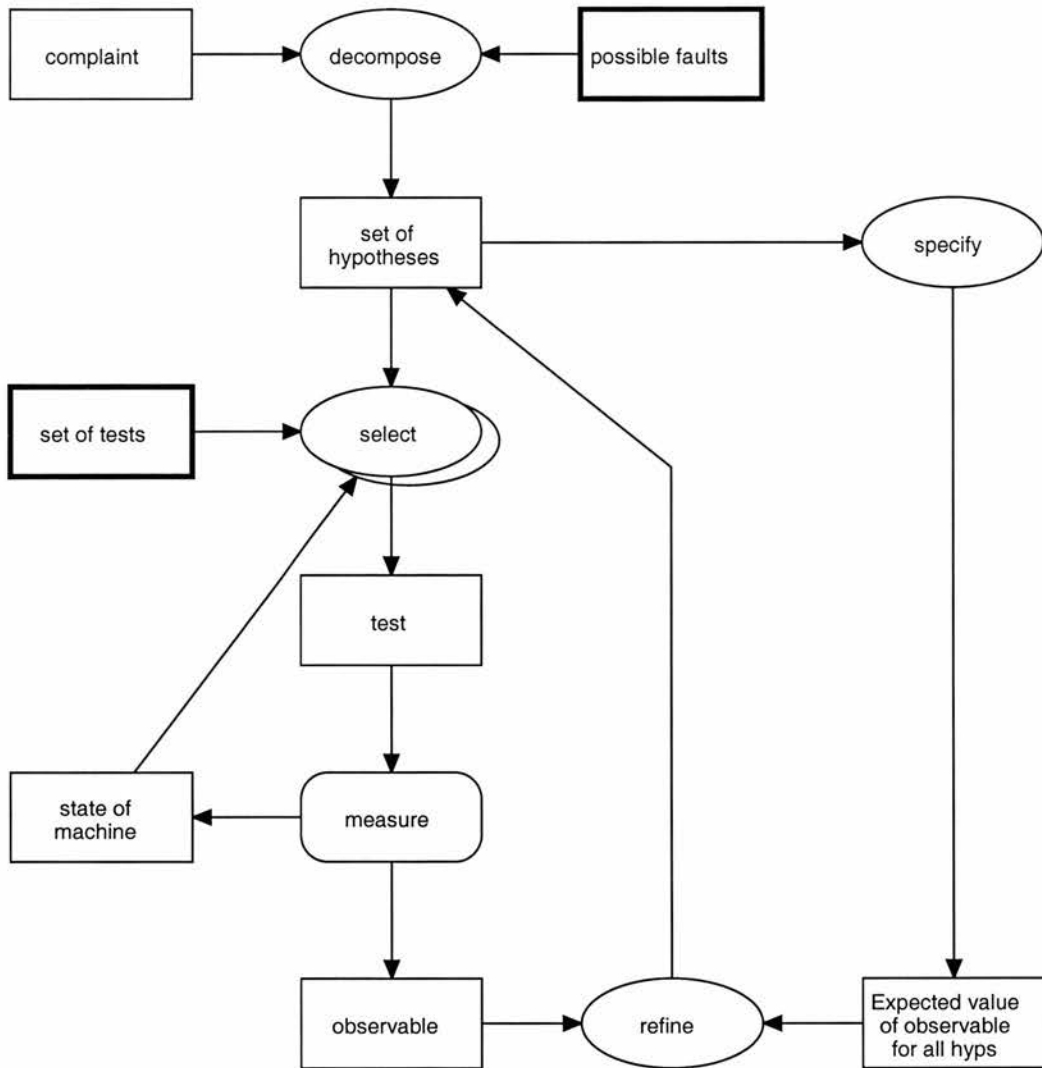 complaint
decompose
possible faults
set of
hypotheses
specify
set of tests
select
test
state of
machine
measure
observable
refine
Expected value
of observable
for all hyps